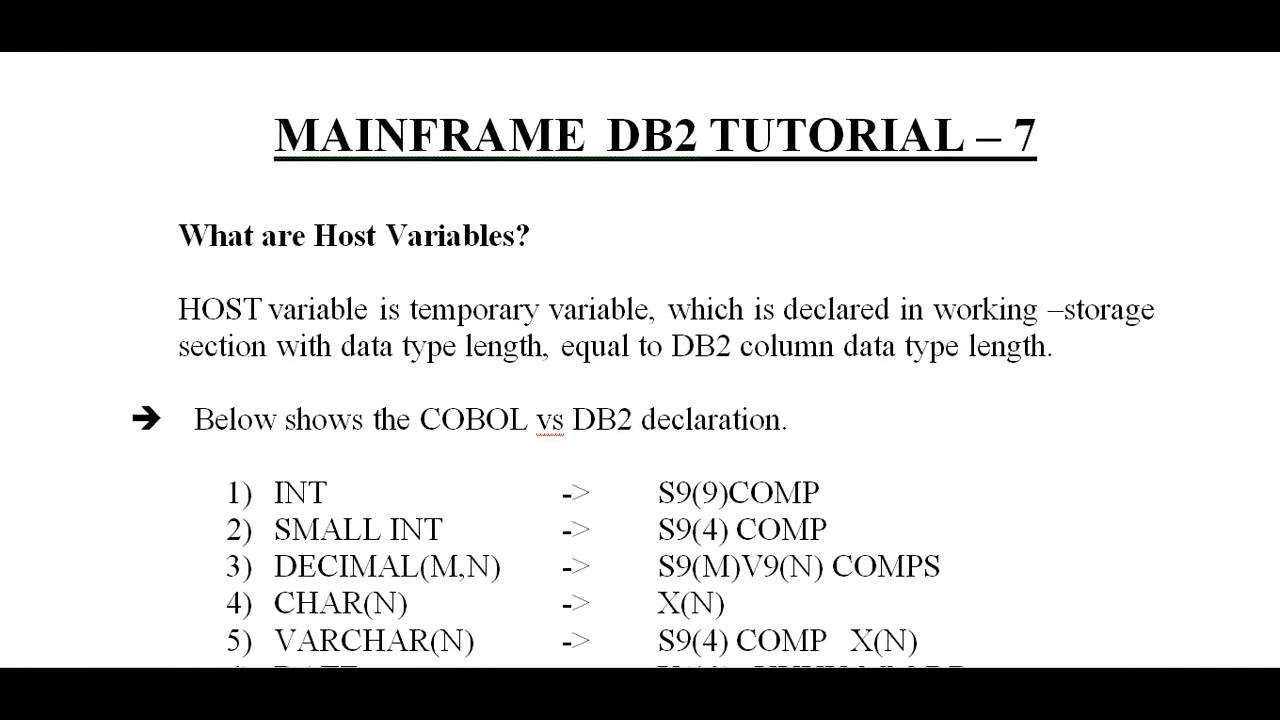 MAINFRAME DB2 TUTORIAL – 7
What are Host Variables?
HOST variable is temporary variable, which is declared in working –storage
section with data type length, equal to DB2 column data type length.
➔ Below shows the COBOL vs DB2 declaration.
1) INT -> S9(9)COMP
2) SMALL INT -> S9(4) COMP
3) DECIMAL(M,N) -> S9(M)V9(N) COMPS
4) CHAR(N) -> X(N)
5) VARCHAR(N) -> S9(4) COMP X(N)